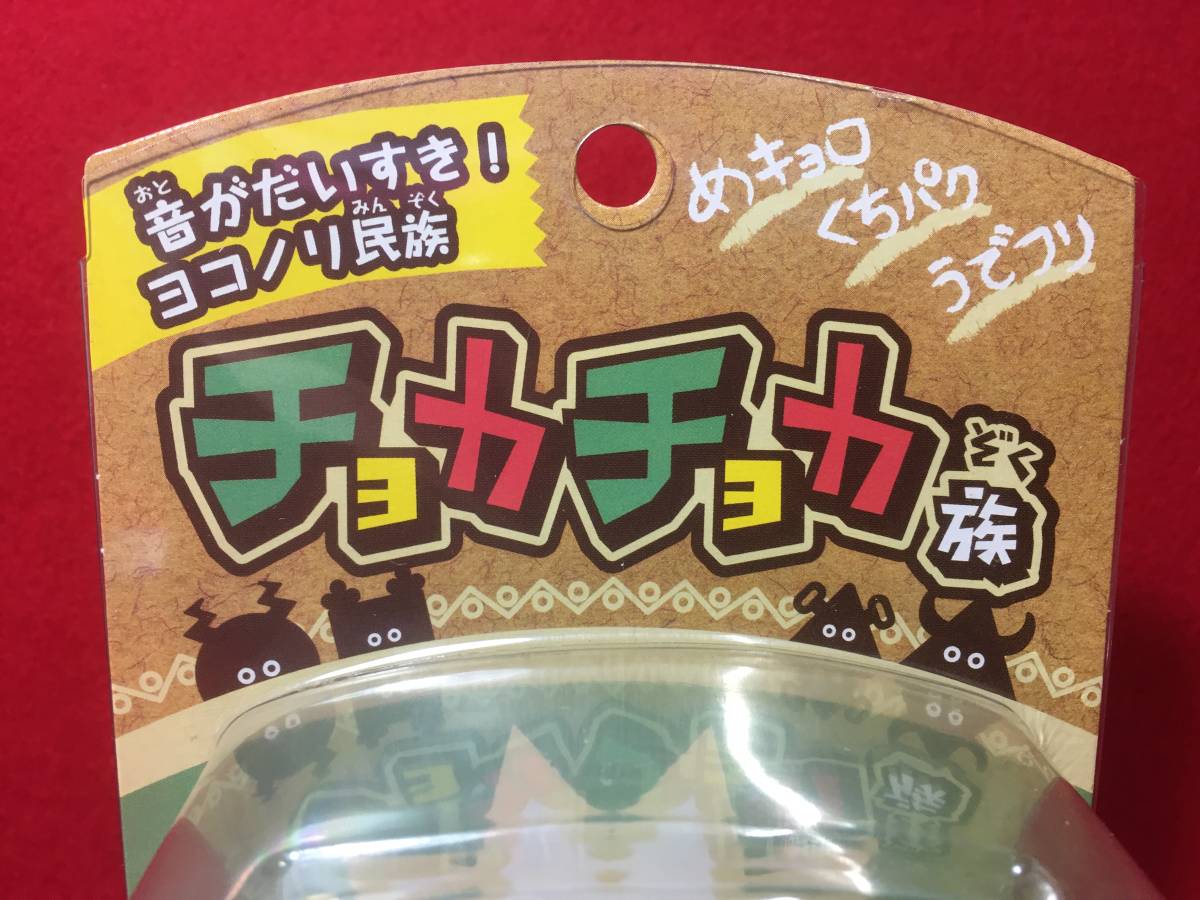 おと
音がだいすき！
みんぞく
ヨコノリ民族
めキョロ
くちパク
うでフリ
チョカチョカ
ぞく
族